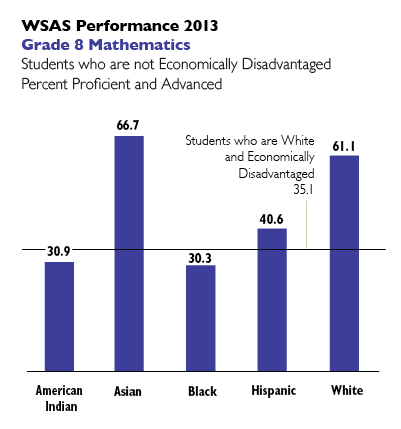 WSAS Performance 2013
Grade 8 Mathematics
Students who are not Economically Disadvantaged
Percent Proficient and Advanced
66.7
Students who are White
and Economically
Disadvantaged
35.1
61.1
40.6
30.9
30.3
American
Indian
Asian
Black
Hispanic
White